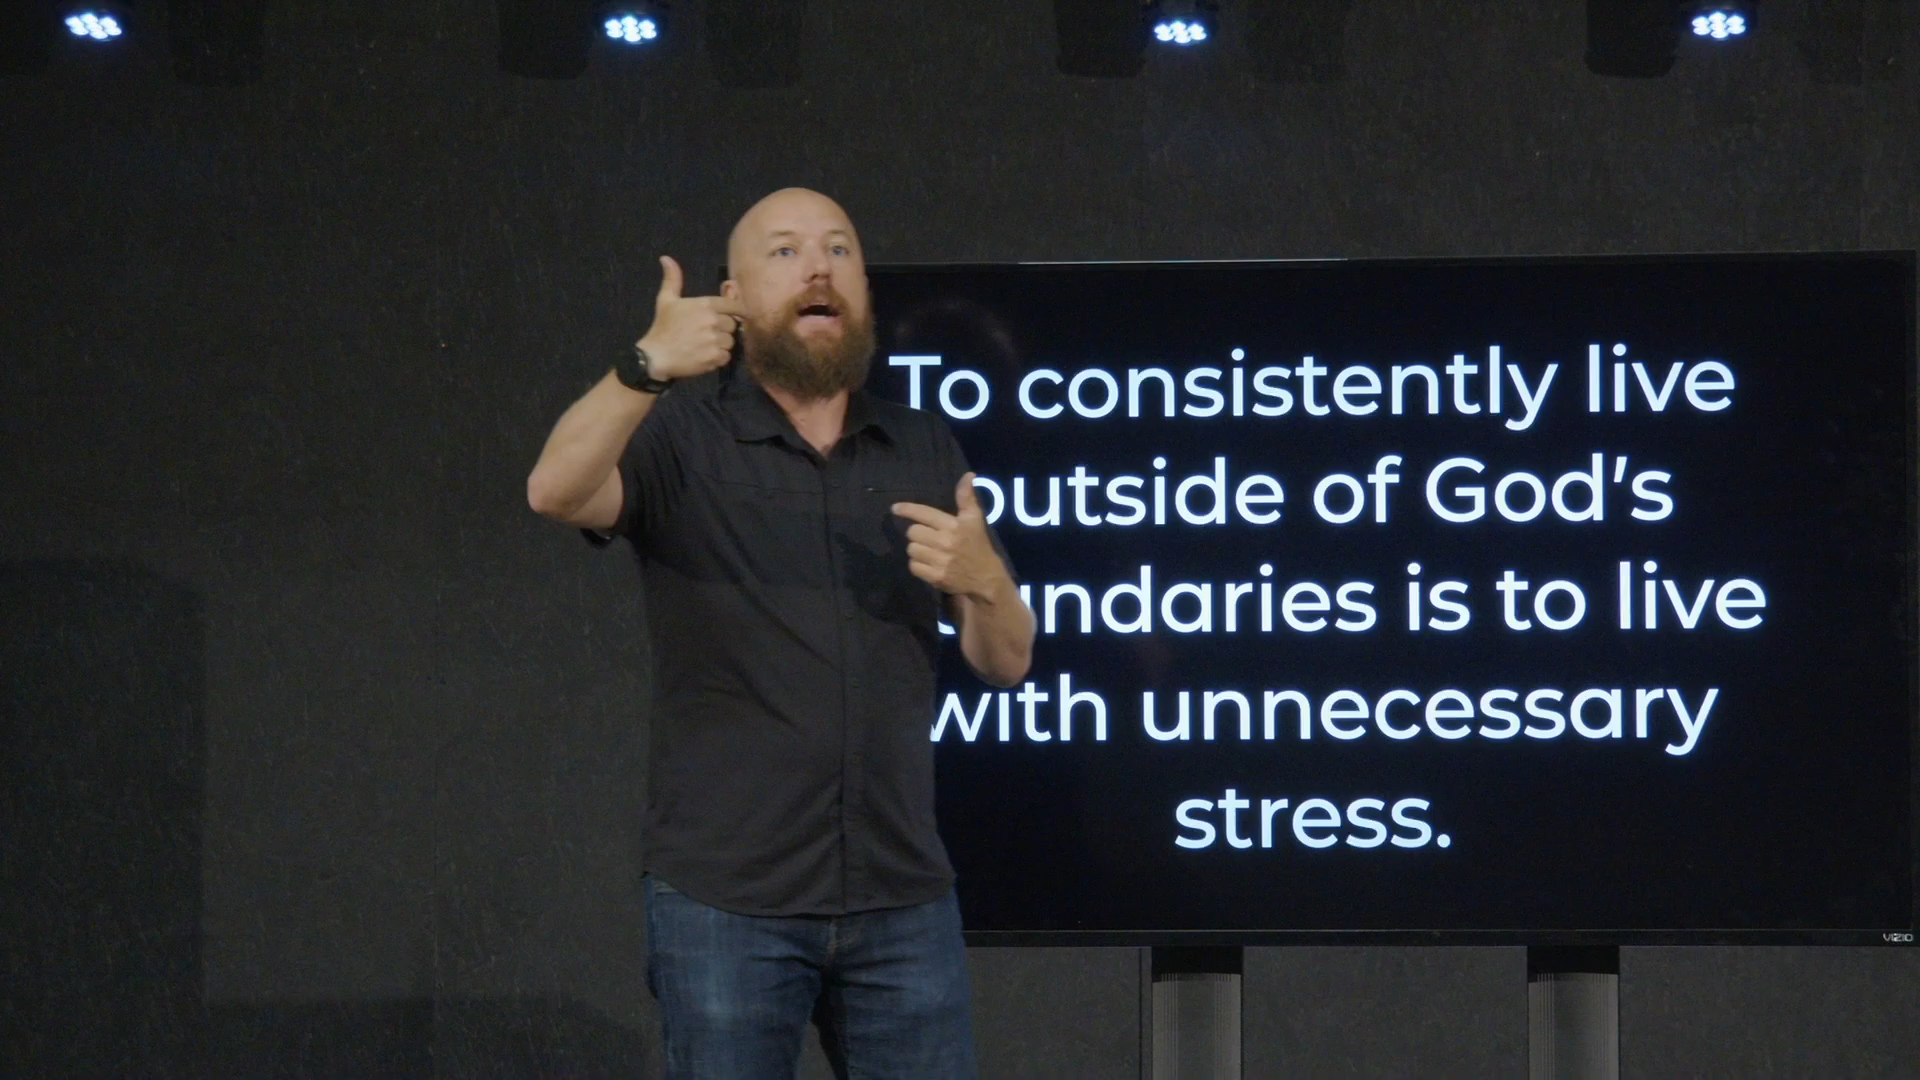 To consistently live
outside of God's
undaries is to live
with unnecessary
stress.
VIZIO